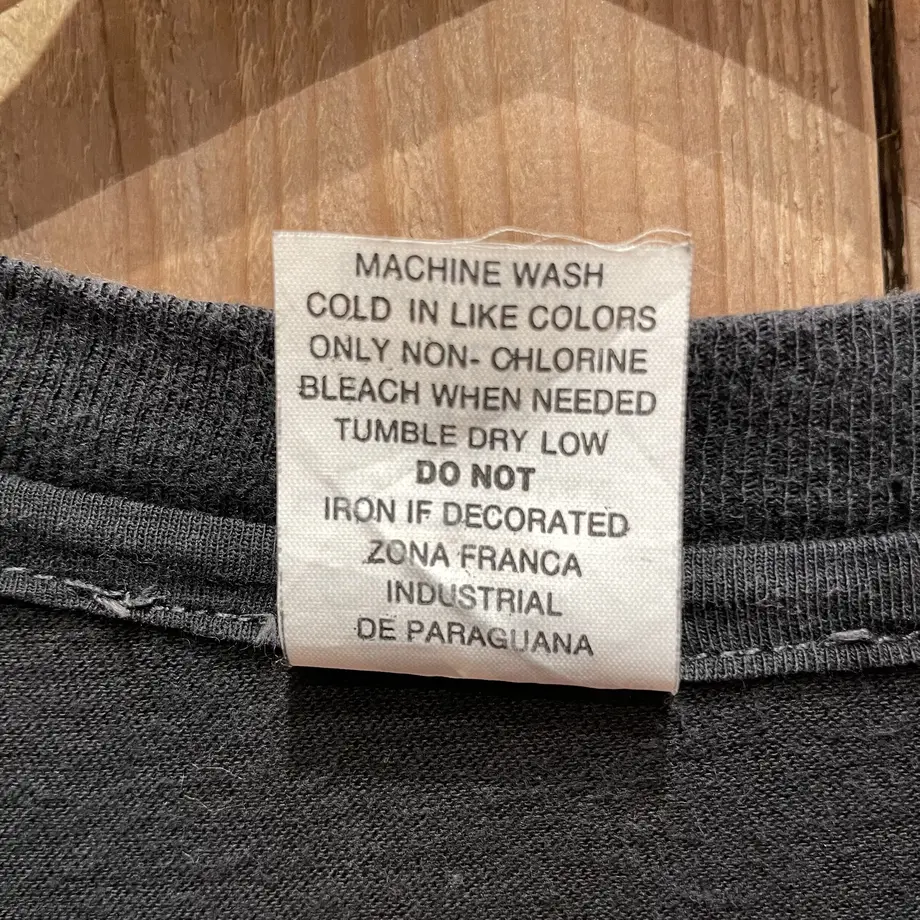 MACHINE WASH
COLD IN LIKE COLORS
ONLY NON- CHLORINE
BLEACH WHEN NEEDED
TUMBLE DRY LOW
DO NOT
IRON IF DECORATED
ZONA FRANCA
INDUSTRIAL
DE PARAGUANA